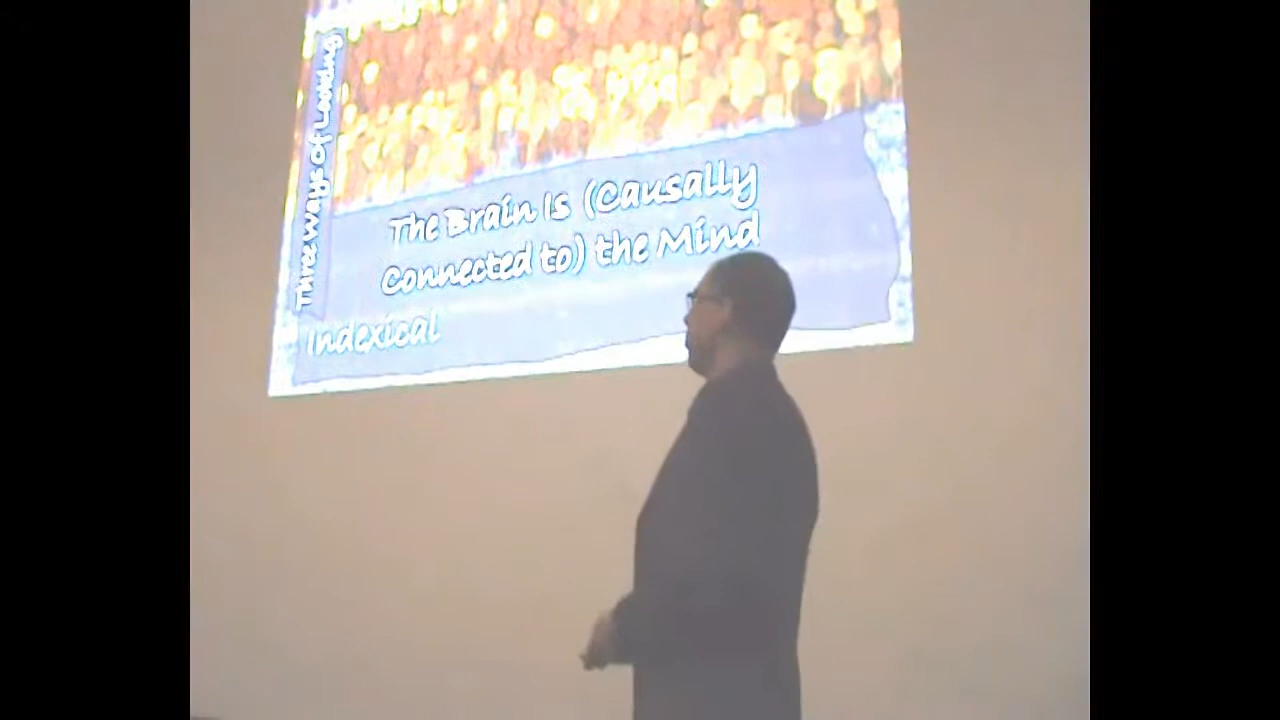 Three Ways Of Looking
The Brain Is (Causally
Connected to) the Mind
Indexical